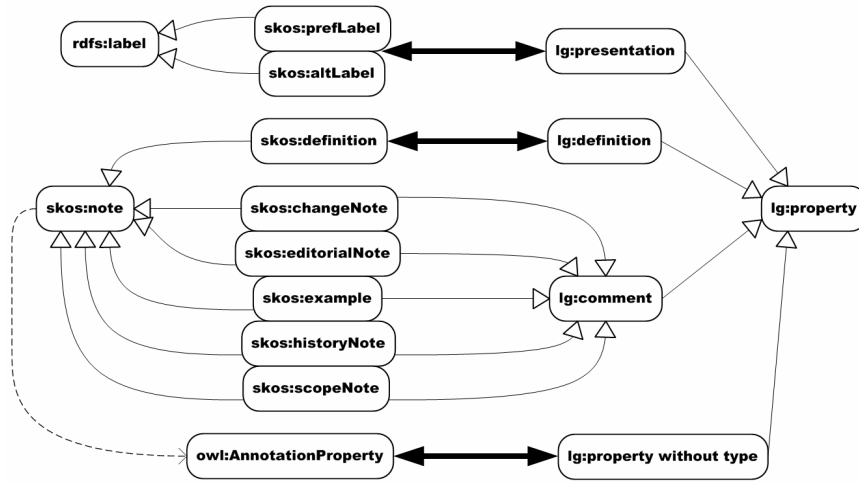 skos:prefLabel
rdfs:label
lg:presentation
skos:altLabel
skos:definition
lg:definition
skos:note
skos:changeNote
lg:property
skos:editorialNote
skos:example
lg:comment
skos:historyNote
skos:scopeNote
owl:AnnotationProperty
lg:property without type